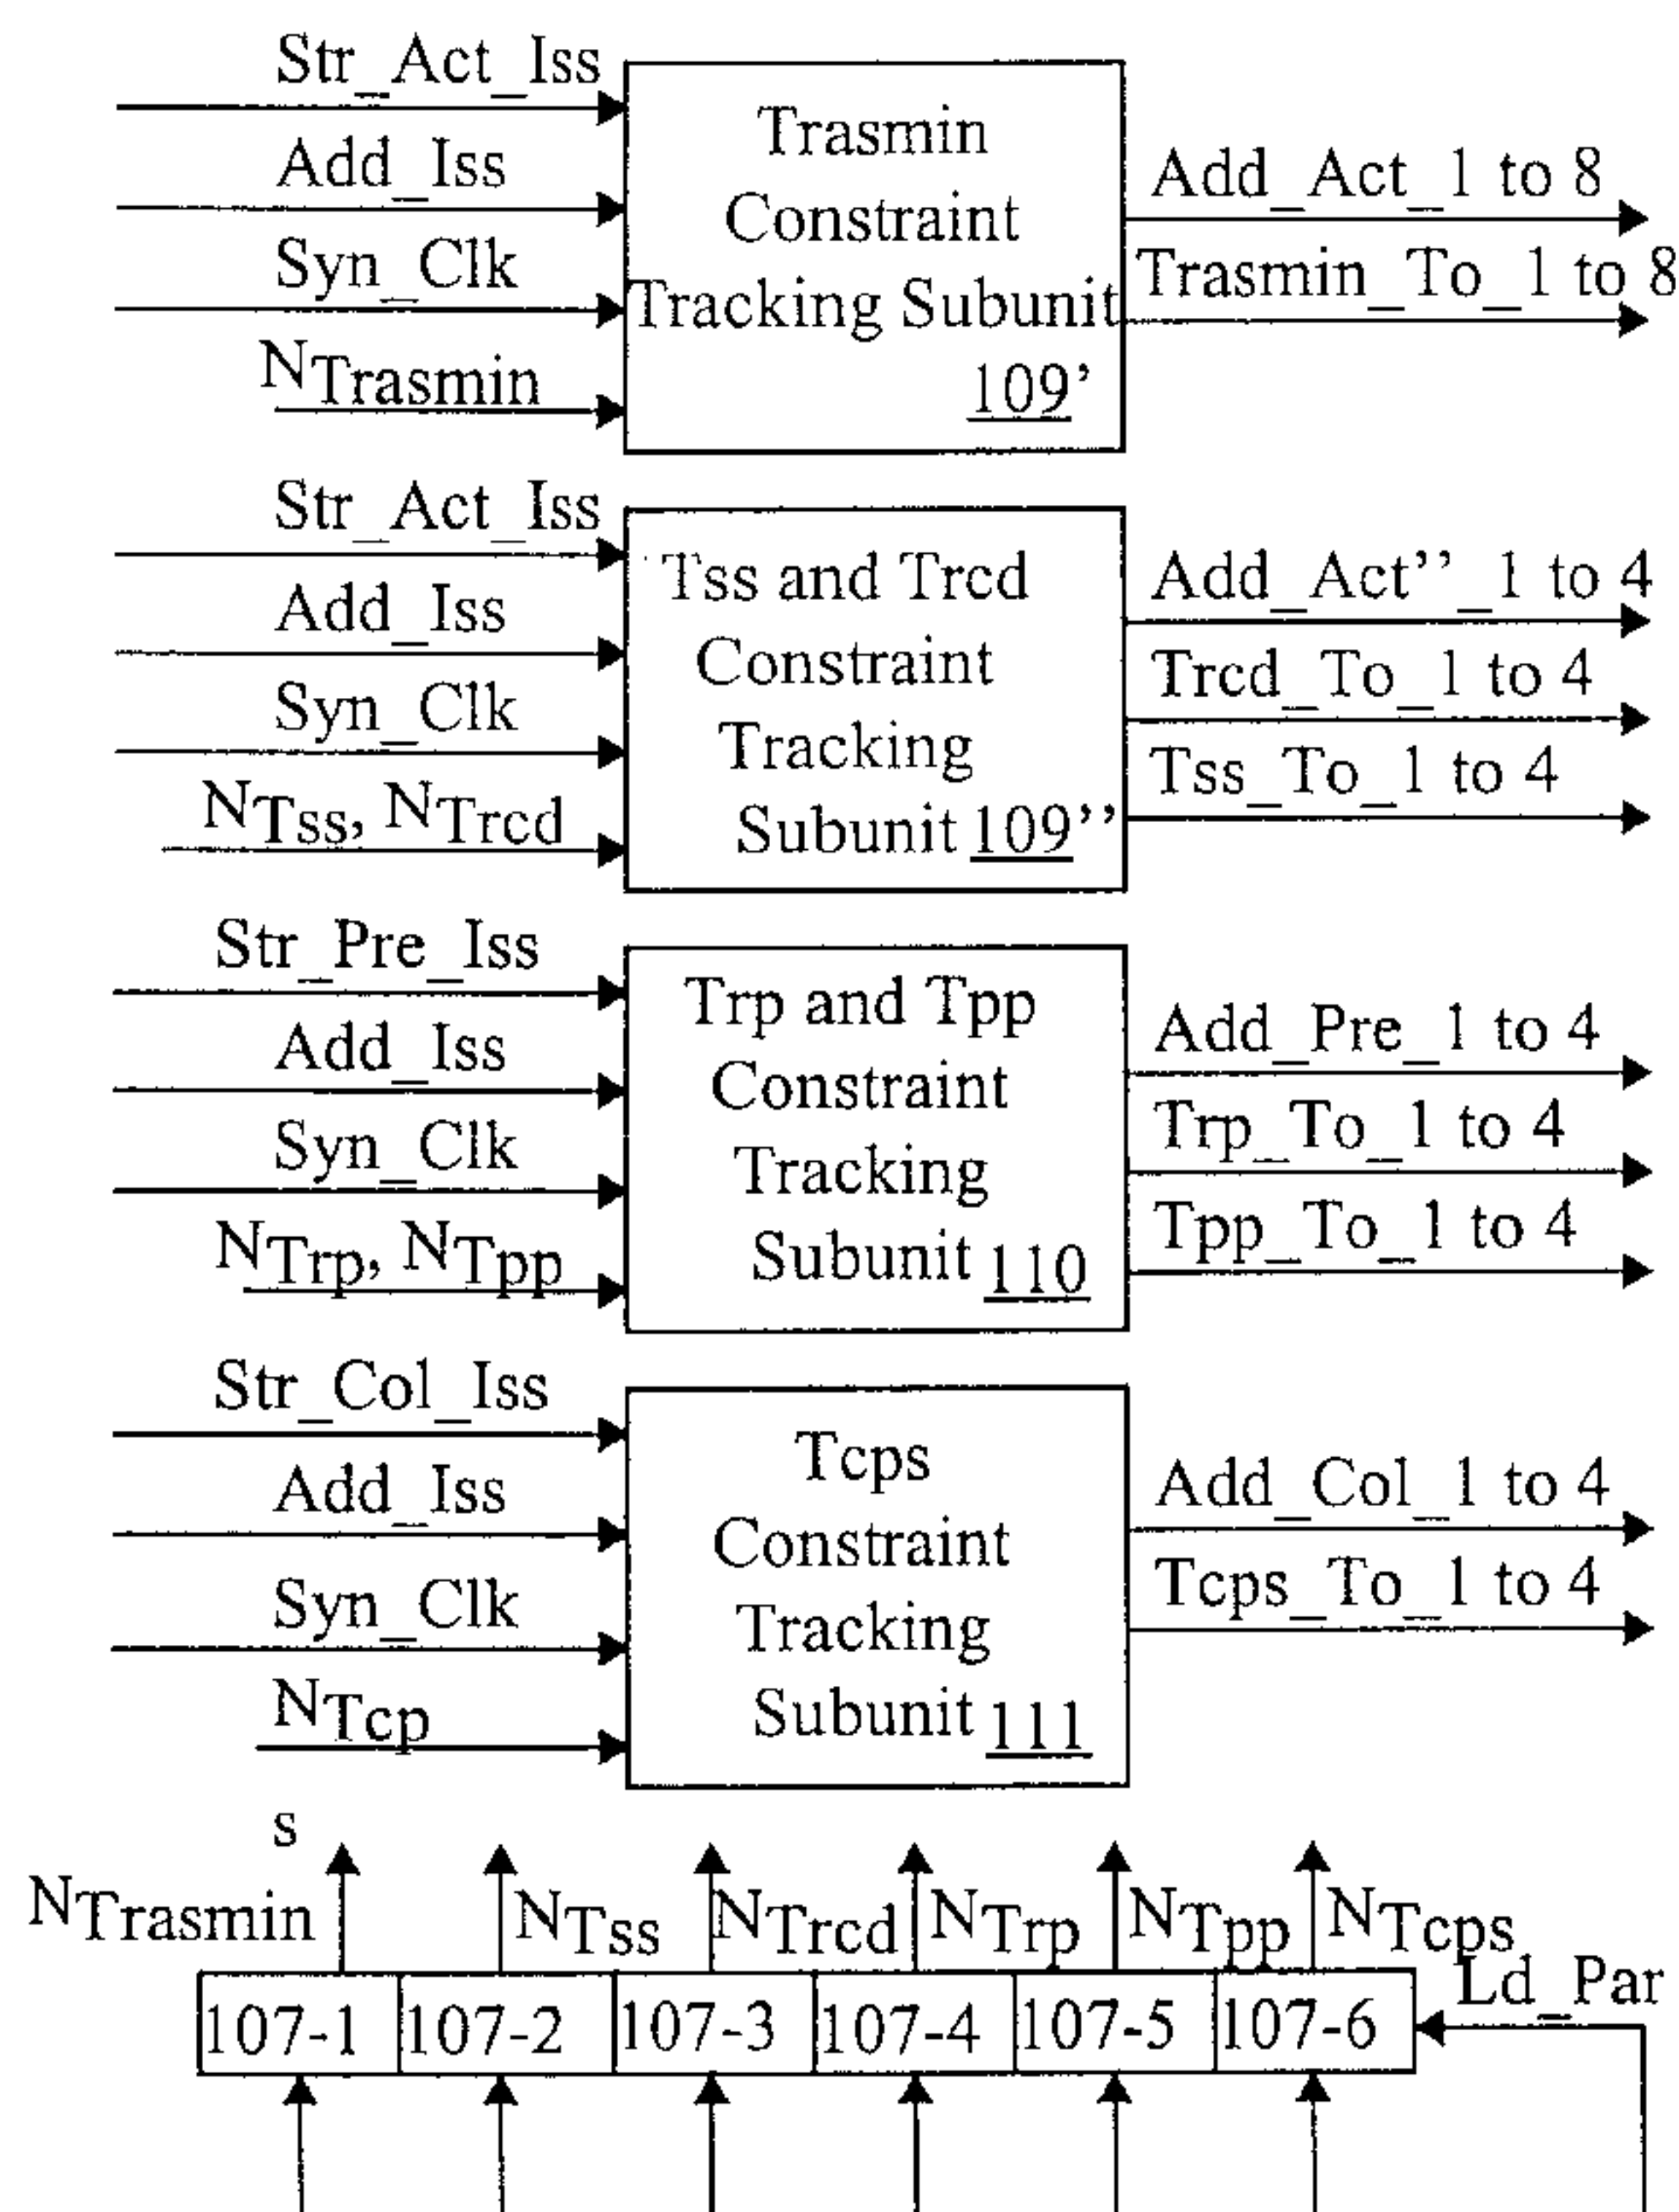 Str_Act_Iss
Add_Iss
Syn_Clk
NTrasmin
Trasmin
Constraint
Tracking Subunit
109’
Add_Act_1 to 8
Trasmin_To_1 to 8
Str_Act_Iss
Add_Iss
Syn_Clk
NTss, NTrcd
Tss and Trcd
Constraint
Tracking
Subunit 109’’
Add_Act’’_1 to 4
Trcd_To_1 to 4
Tss_To_1 to 4
Str_Pre_Iss
Add_Iss
Syn_Clk
NTrp, NTpp
Trp and Tpp
Constraint
Tracking
Subunit 110
Add_Pre_1 to 4
Trp_To_1 to 4
Tpp_To_1 to 4
Str_Col_Iss
Add_Iss
Syn_Clk
NTcp
s
Tcps
Constraint
Tracking
Subunit 111
Add_Col_1 to 4
Tcps_To_1 to 4
NTrasmin NTss NTrcd NTrp NTpp NTcps
Ld_Par
107-1 107-2 107-3 107-4 107-5 107-6